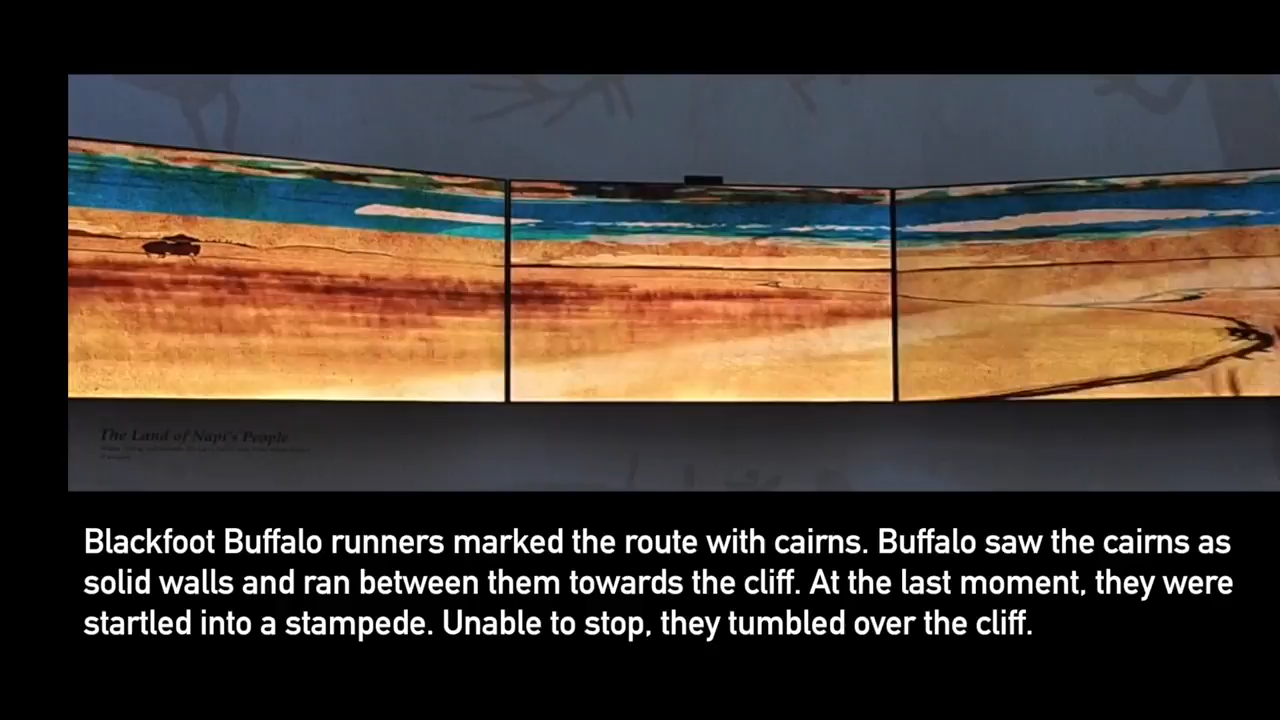 The Land of Napi's People
Blackfoot Buffalo runners marked the route with cairns. Buffalo saw the cairns as
solid walls and ran between them towards the cliff. At the last moment, they were
startled into a stampede. Unable to stop, they tumbled over the cliff.